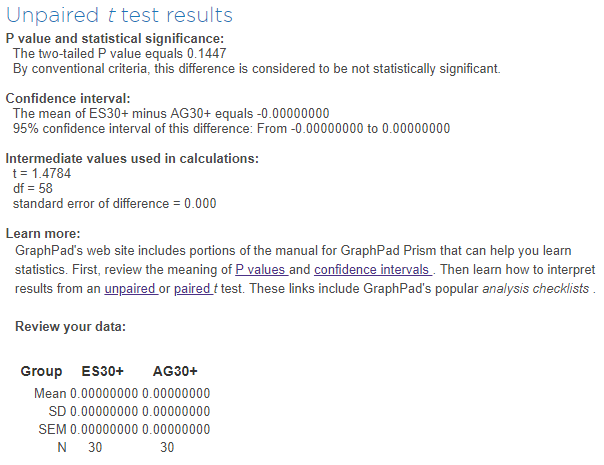 Unpaired t test results
P value and statistical significance:
The two-tailed P value equals 0.1447
By conventional criteria, this difference is considered to be not statistically significant.
Confidence interval:
The mean of ES30+ minus AG30+ equals -0.00000000
95% confidence interval of this difference: From -0.00000000 to 0.00000000
Intermediate values used in calculations:
t = 1.4784
df = 58
standard error of difference = 0.000
Learn more:
GraphPad's web site includes portions of the manual for GraphPad Prism that can help you learn
statistics. First, review the meaning of P values and confidence intervals . Then learn how to interpret
results from an unpaired or paired t test. These links include GraphPad's popular analysis checklists .
Review your data:
Group ES30+ AG30+
Mean 0.00000000 0.00000000
SD 0.00000000 0.00000000
SEM 0.00000000 0.00000000
N 30 30